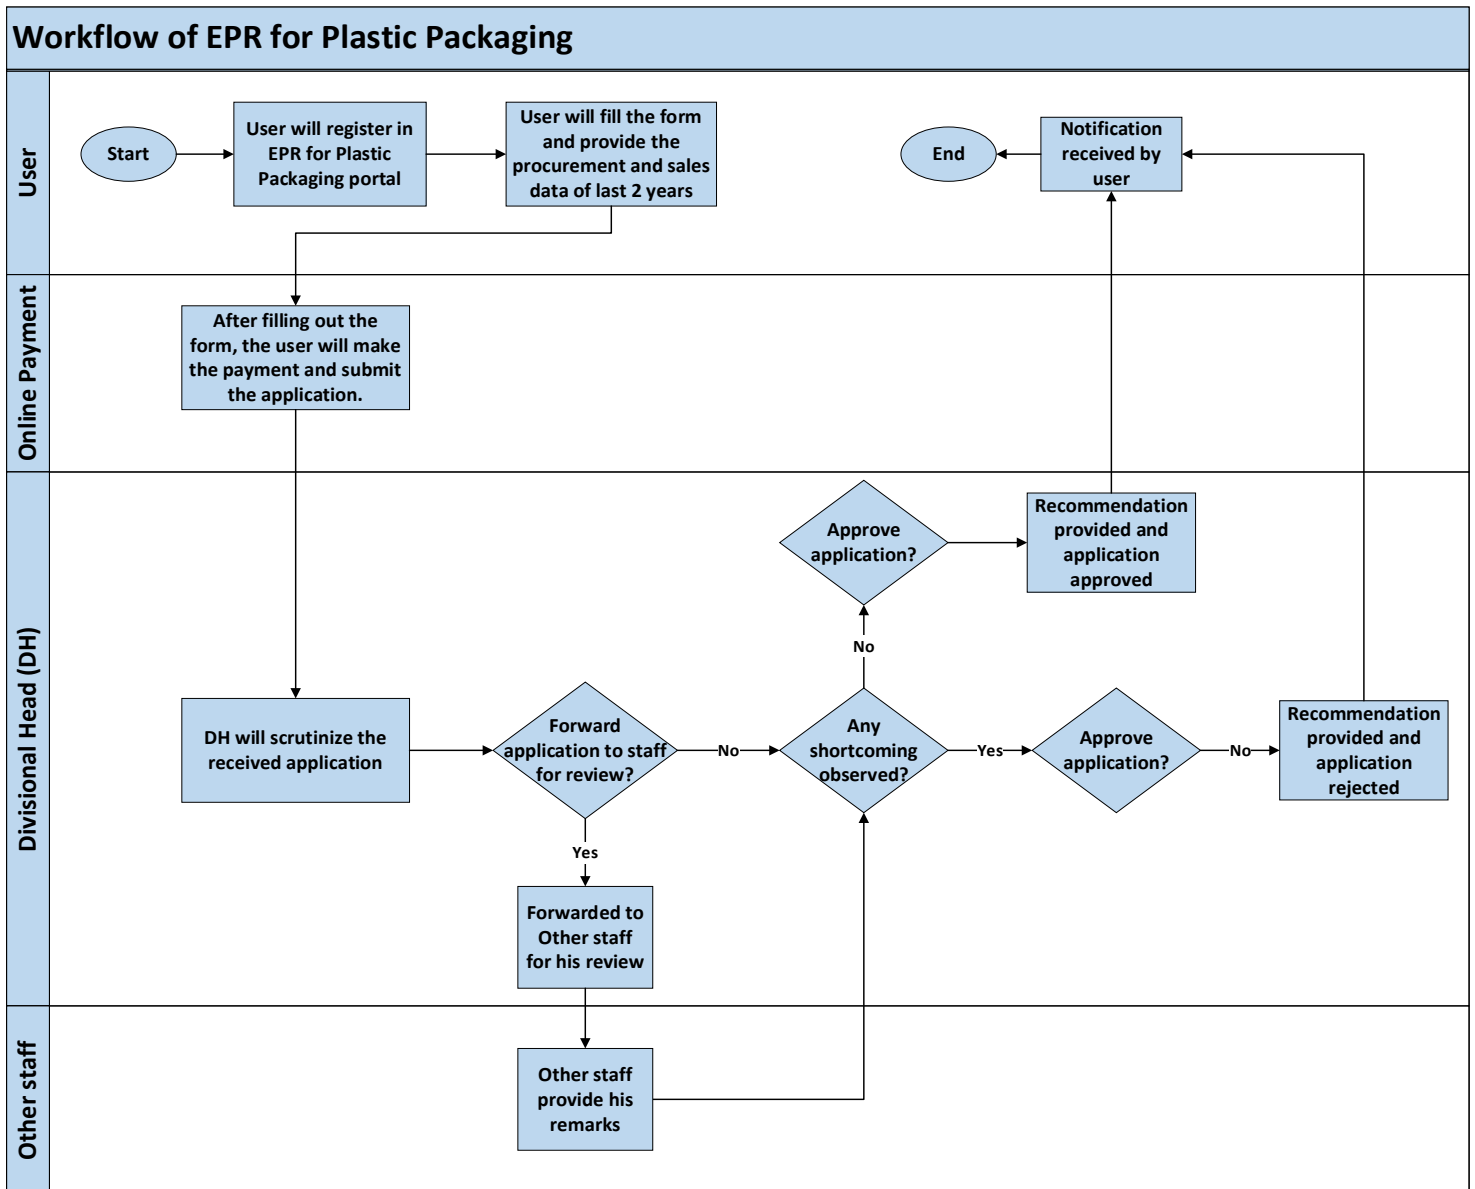 Workflow of EPR for Plastic Packaging
User
Start
User will register in
EPR for Plastic
Packaging portal
User will fill the form
and provide the
procurement and sales
data of last 2 years
End
Notification
received by
user
Online Payment
After filling out the
form, the user will make
the payment and submit
the application.
Divisional Head (DH)
Approve
application?
Recommendation
provided and
application
approved
No
DH will scrutinize the
received application
Forward
application to staff
for review?
No
Any
shortcoming
observed?
Yes
Approve
application?
No
Recommendation
provided and
application
rejected
Yes
Forwarded to
Other staff
for his review
Other staff
Other staff
provide his
remarks